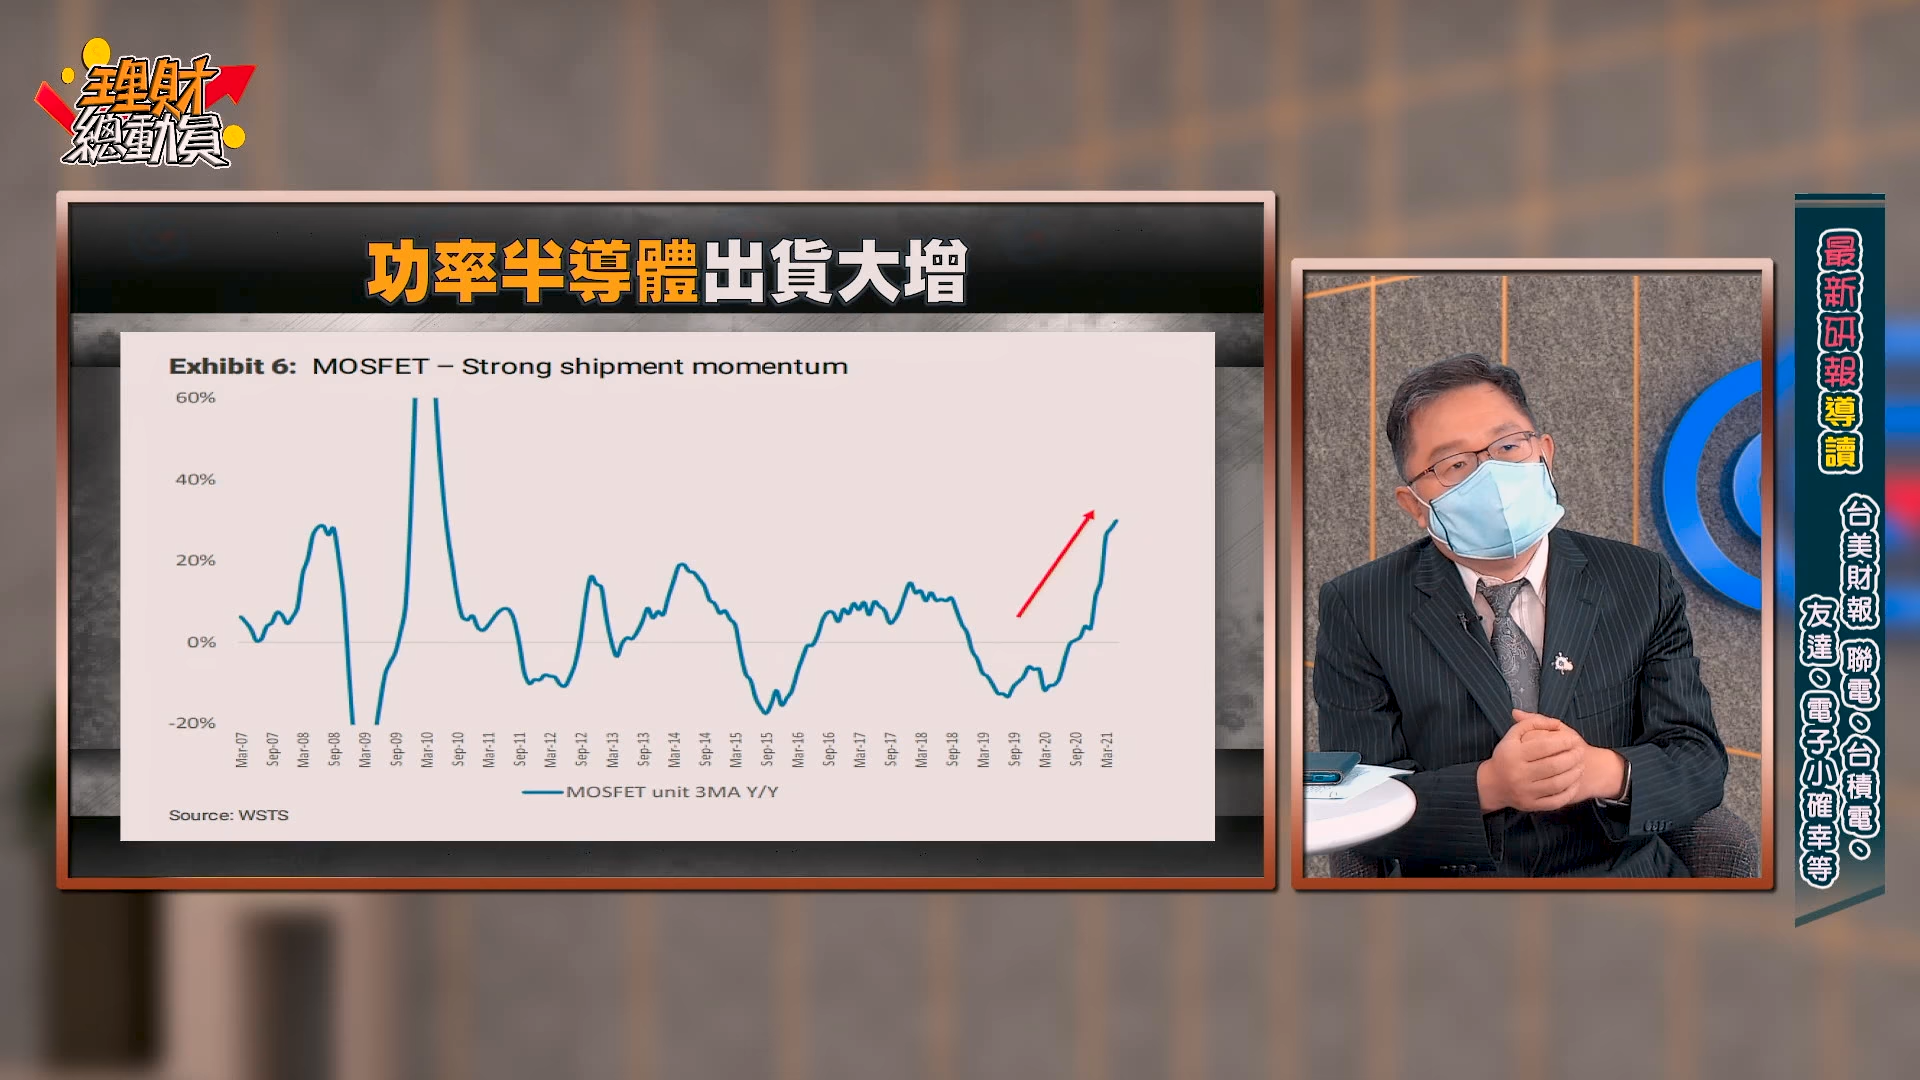 理財
總動員
功率半導體出貨大增
Exhibit 6: MOSFET – Strong shipment momentum
60%
40%
20%
0%
-20%
Mar-07
Sep-07
Mar-08
Sep-08
Mar-09
Sep-09
Mar-10
Sep-10
Mar-11
Sep-11
Mar-12
Sep-12
Mar-13
Sep-13
Mar-14
Sep-14
Mar-15
Sep-15
Mar-16
Sep-16
Mar-17
Sep-17
Mar-18
Sep-18
Mar-19
Sep-19
Mar-20
Sep-20
Mar-21
MOSFET unit 3MA Y/Y
Source: WSTS
最新研報導讀
台美財報 聯電。台積電。
友達。電子小確幸等